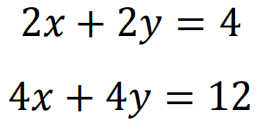 2x + 2y = 4
4x + 4y = 12